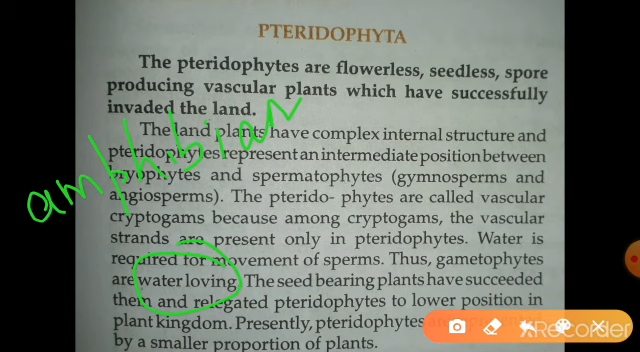 PTERIDOPHYTA
The pteridophytes are flowerless, seedless, spore
producing vascular plants which have successfully
invaded the land.
The land plants have complex internal structure and
pteridophytes represent an intermediate position between
bryophytes and spermatophytes (gymnosperms and
angiosperms). The pterido- phytes are called vascular
cryptogams because among cryptogams, the vascular
strands are present only in pteridophytes. Water is
required for movement of sperms. Thus, gametophytes
are water loving. The seed bearing plants have succeeded
them and relegated pteridophytes to lower position in
plant kingdom. Presently, pteridophytes are
by a smaller proportion of plants.
amphibian
XRecorder